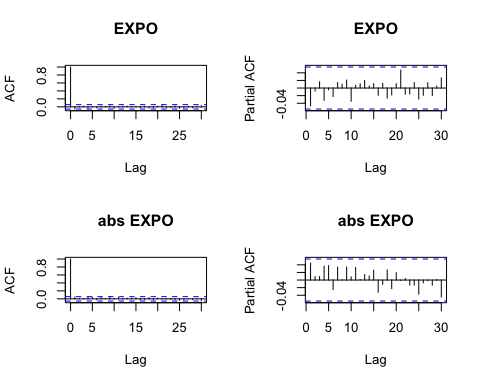 EXPO
ACF
0.0 0.8
0 5 15 25
Lag
EXPO
Partial ACF
-0.04
0 5 10 20 30
Lag
abs EXPO
ACF
0.0 0.8
0 5 15 25
Lag
abs EXPO
Partial ACF
-0.04
0 5 10 20 30
Lag